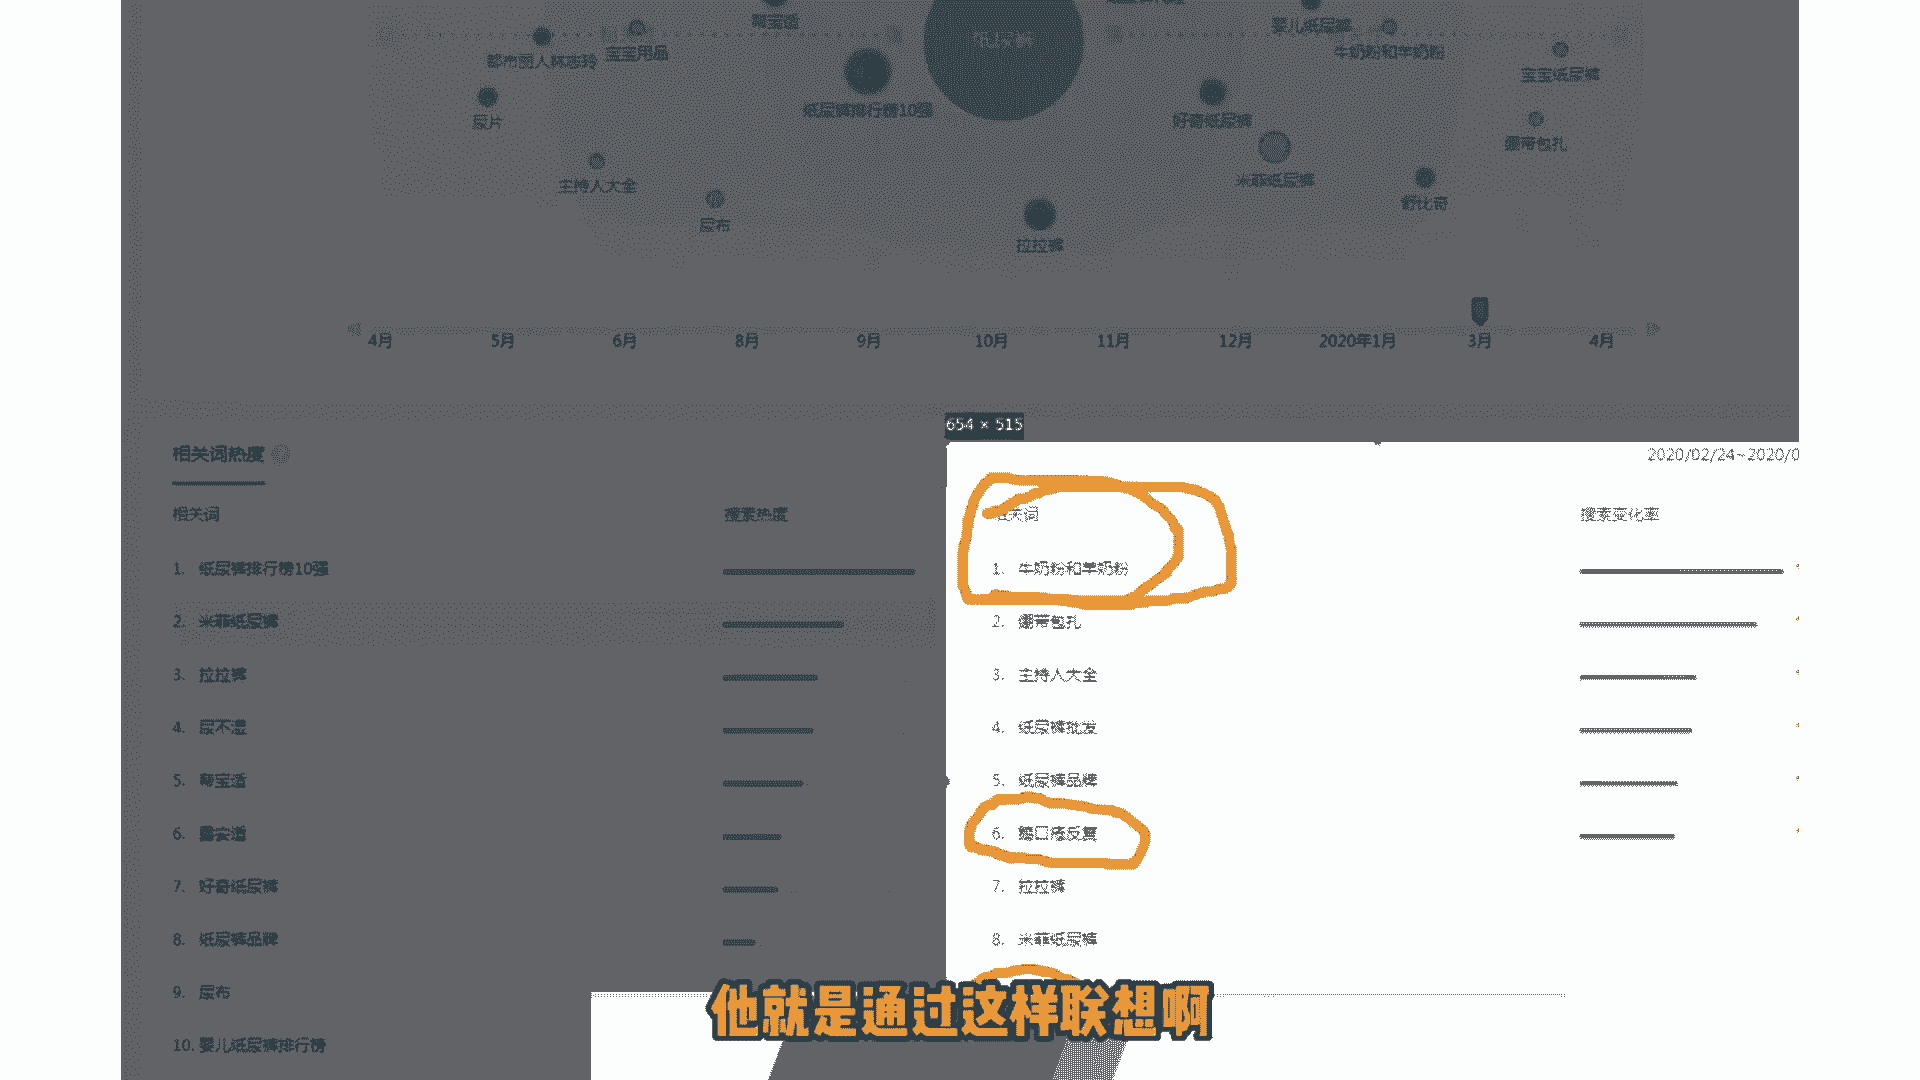 纸尿裤
婴儿纸尿裤
宝宝用品
都市丽人林志玲
牛奶粉和羊奶粉
宝宝纸尿裤
纸尿裤排行榜10强
尿片
好奇纸尿裤
绷带包扎
米菲纸尿裤
主持人大全
舒比奇
尿布
拉拉裤
4月 5月 6月 8月 9月 10月 11月 12月 2020年1月 3月 4月
654 × 515
相关词热度
2020/02/24~2020/0
相关词 搜索热度
相关词 搜索变化率
1. 纸尿裤排行榜10强
2. 米菲纸尿裤
3. 拉拉裤
4. 尿不湿
5. 帮宝适
6. 露安适
7. 好奇纸尿裤
8. 纸尿裤品牌
9. 尿布
10. 婴儿纸尿裤排行榜
1. 牛奶粉和羊奶粉
2. 绷带包扎
3. 主持人大全
4. 纸尿裤批发
5. 纸尿裤品牌
6. 鹅口疮反复
7. 拉拉裤
8. 米菲纸尿裤
他就是通过这样联想啊